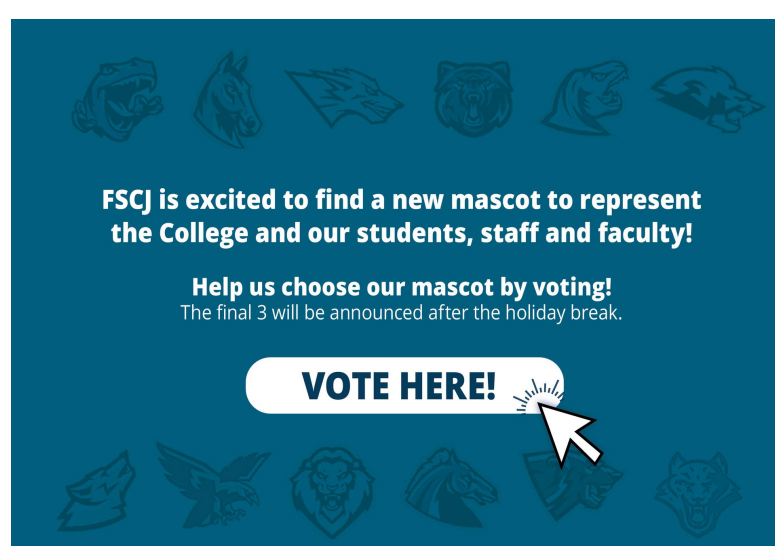 FSCJ is excited to find a new mascot to represent
the College and our students, staff and faculty!
Help us choose our mascot by voting!
The final 3 will be announced after the holiday break.
VOTE HERE!